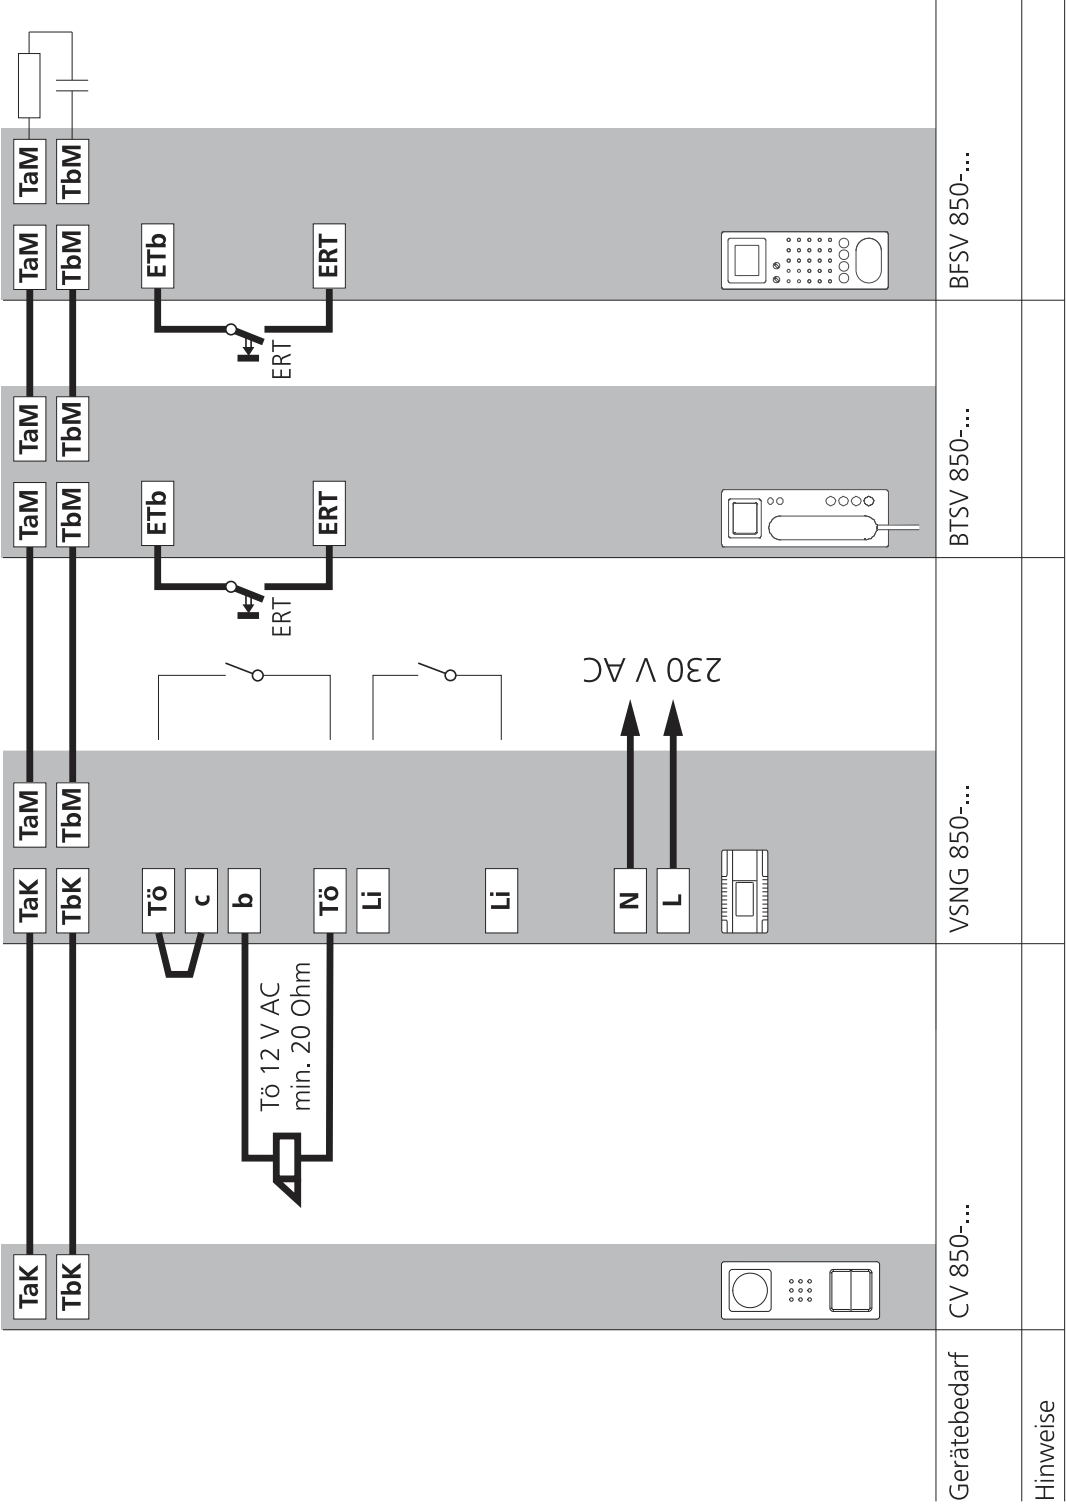 TaK
TaK
TaM
TaM
TaM
TaM
TaM
TbK
TbK
TbM
TbM
TbM
TbM
TbM
Tö
ETb
ETb
c
b
Tö 12 V AC
min. 20 Ohm
ERT
ERT
Tö
ERT
ERT
Li
Li
230 V AC
N
L
Gerätebedarf
CV 850-...
VSNG 850-...
BTSV 850-...
BFSV 850-...
Hinweise